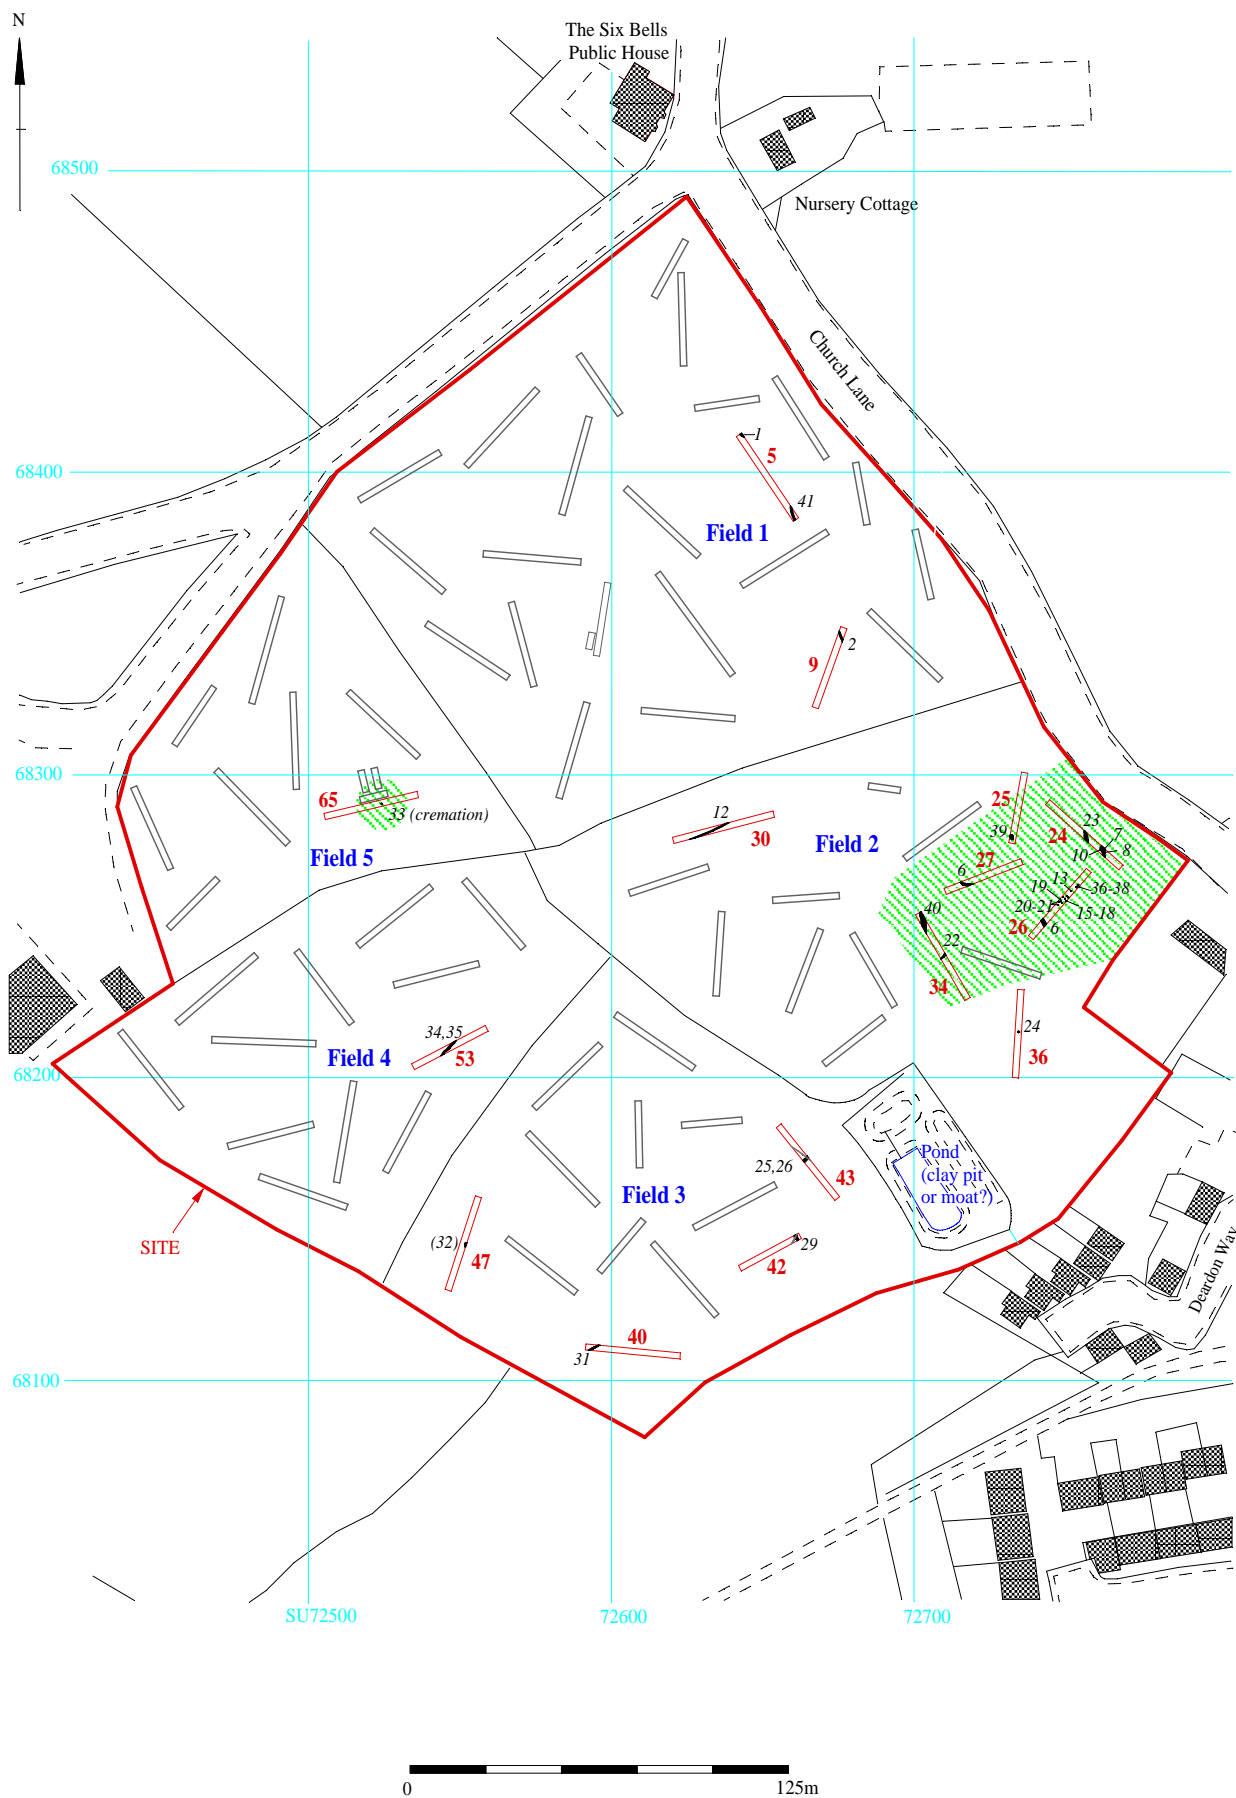 N
The Six Bells
Public House
68500
Nursery Cottage
Church Lane
1
5
68400
41
Field 1
2
9
68300
65
33 (cremation)
12
30
25
39
24
23
7
10
8
Field 2
Field 5
27
6
13
19
36-38
20-21
15-18
40
26
6
22
34
24
34,35
53
Field 4
36
68200
Pond
(clay pit
or moat?)
25,26
43
Field 3
SITE
(32)
47
29
42
Deardon Way
40
31
68100
SU72500
72600
72700
0
125m